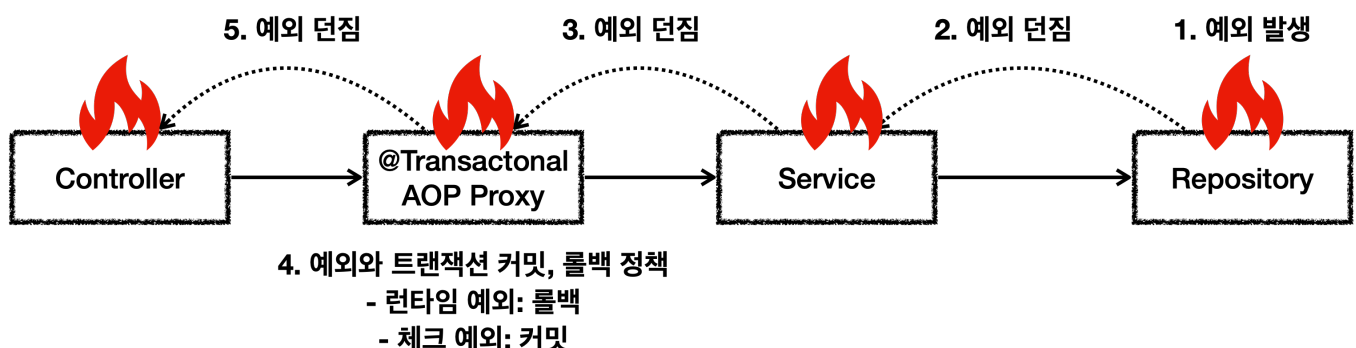 5. 예외 던짐
3. 예외 던짐
2. 예외 던짐
1. 예외 발생
Controller
@Transactonal
AOP Proxy
Service
Repository
4. 예외와 트랜잭션 커밋, 롤백 정책
- 런타임 예외: 롤백
- 체크 예외: 커밋